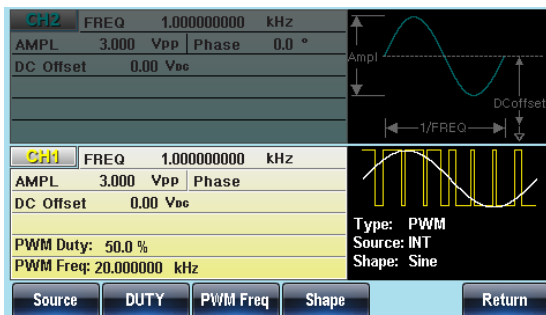 CH2 FREQ 1.000000000 kHz
AMPL 3.000 Vpp Phase 0.0 °
DC Offset 0.00 VDC
Ampl
DCoffset
1/FREQ
CH1 FREQ 1.000000000 kHz
AMPL 3.000 Vpp Phase
DC Offset 0.00 VDC
PWM Duty: 50.0 %
PWM Freq: 20.000000 kHz
Type: PWM
Source: INT
Shape: Sine
Source DUTY PWM Freq Shape Return